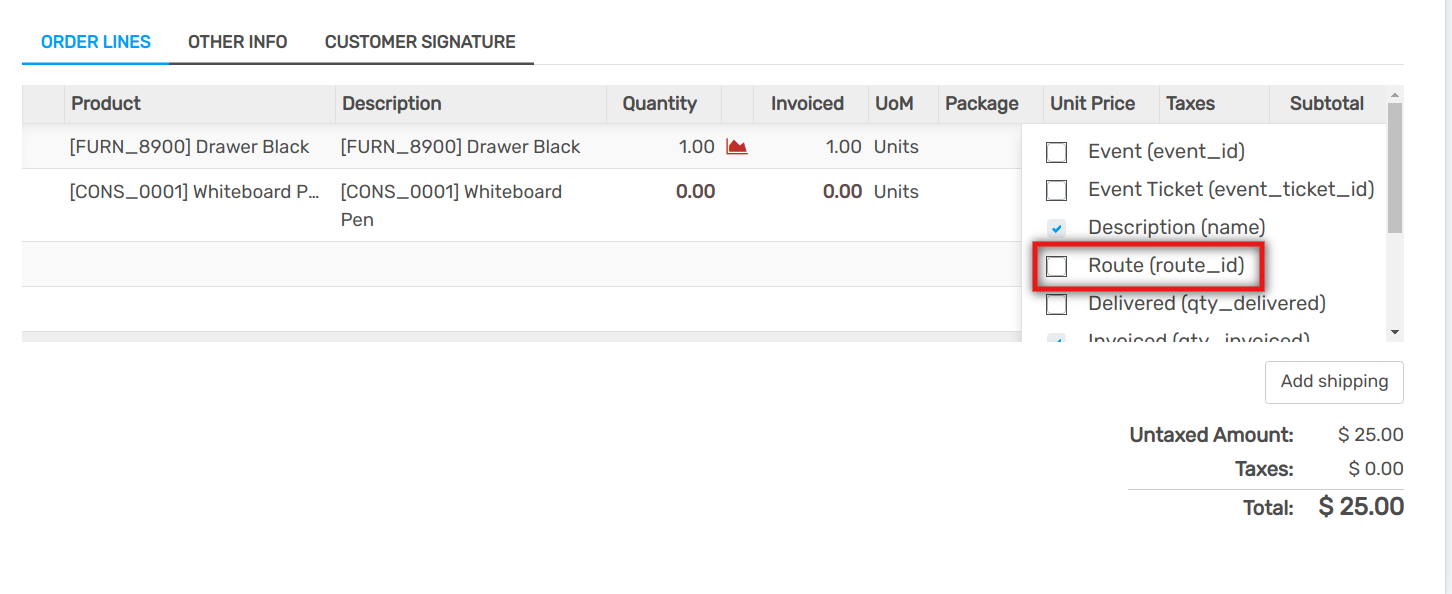 ORDER LINES OTHER INFO CUSTOMER SIGNATURE
Product Description Quantity Invoiced UoM Package Unit Price Taxes Subtotal
[FURN_8900] Drawer Black [FURN_8900] Drawer Black 1.00 1.00 Units
[CONS_0001] Whiteboard P... [CONS_0001] Whiteboard 0.00 0.00 Units
Pen
Event (event_id)
Event Ticket (event_ticket_id)
Description (name)
Route (route_id)
Delivered (qty_delivered)
Invoiced (qty_invoiced)
Add shipping
Untaxed Amount: $ 25.00
Taxes: $ 0.00
Total: $ 25.00